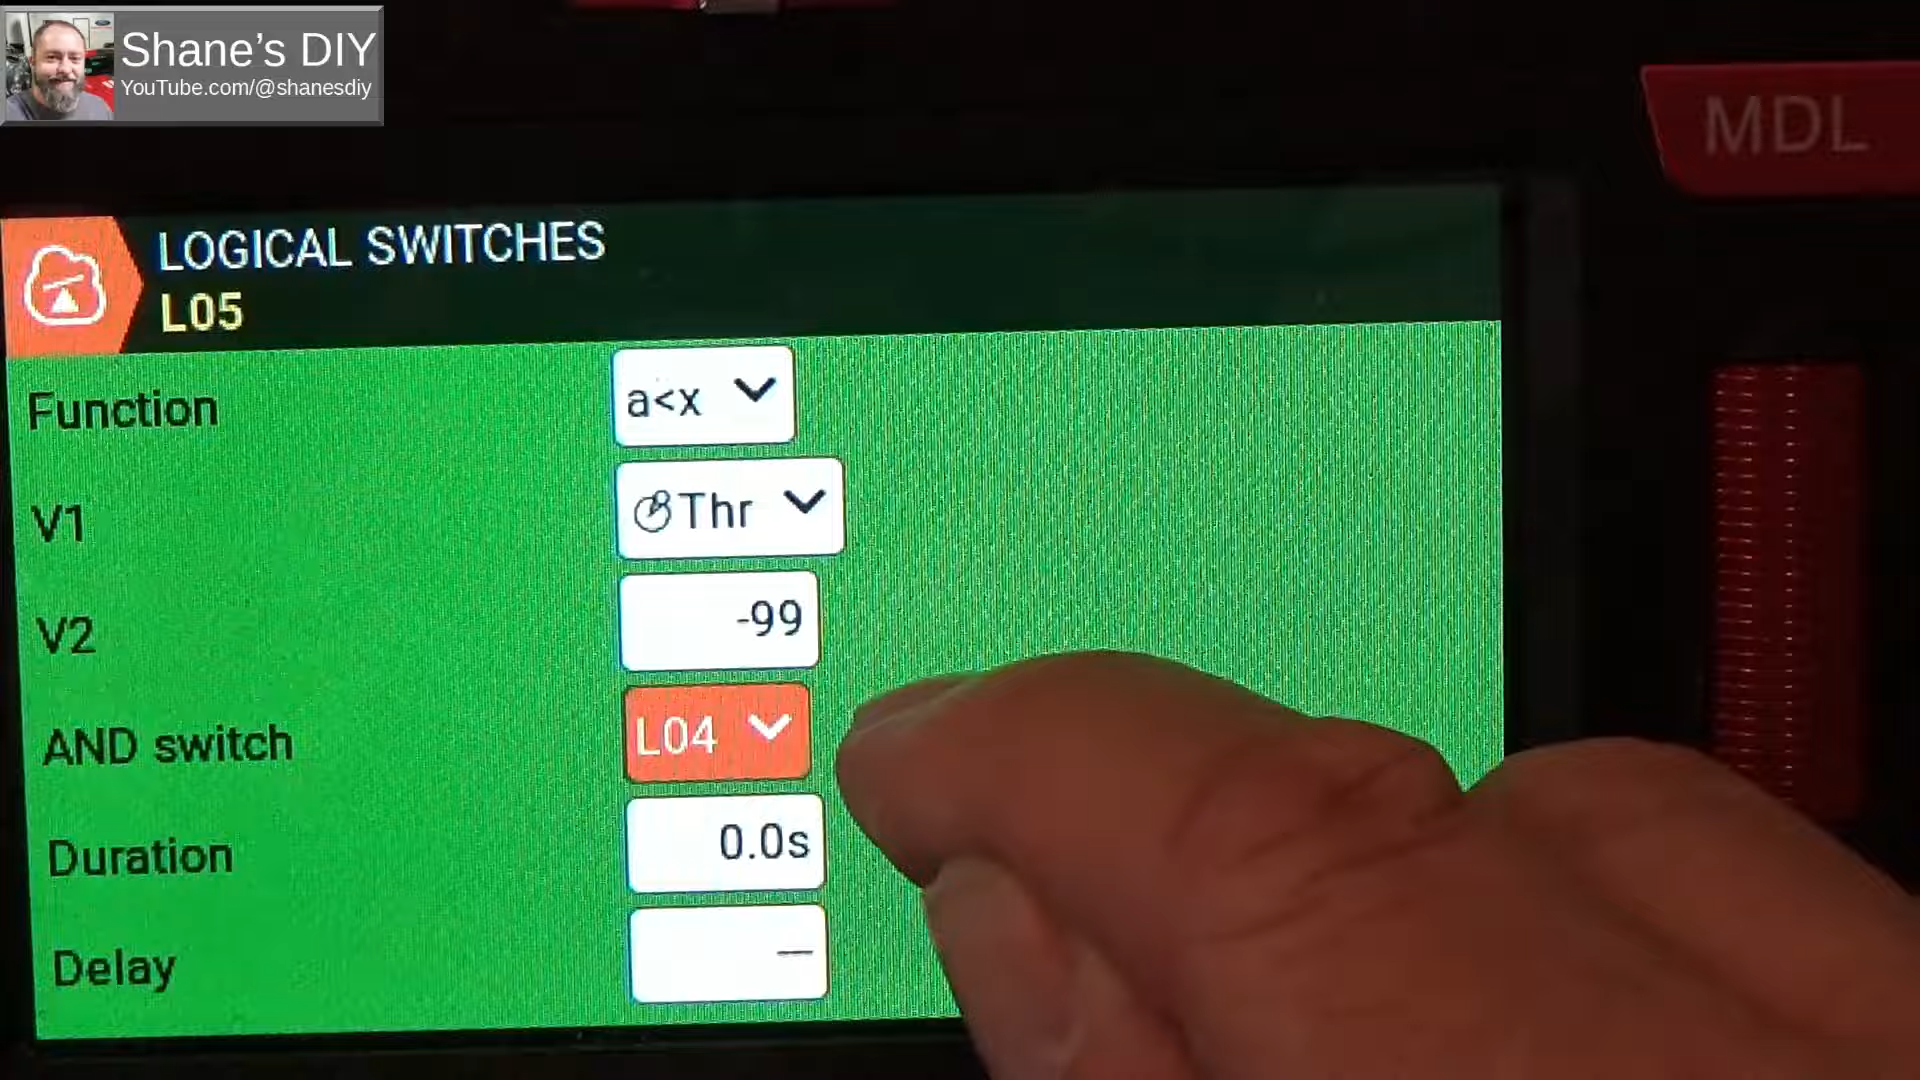 Shane's DIY
YouTube.com/@shanesdiy
MDL
LOGICAL SWITCHES
L05
Function
a<x
V1
Thr
V2
-99
AND switch
L04
Duration
0.0s
Delay
—